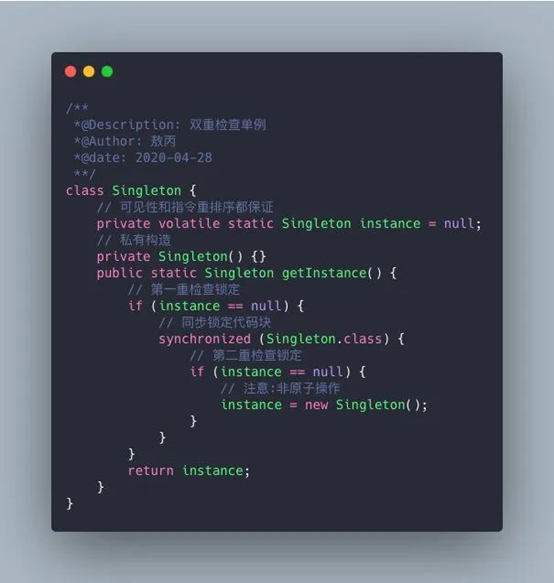 /**
 *@Description: 双重检查单例
 *@Author: 敖丙
 *@date: 2020-04-28
 **/
class Singleton {
    // 可见性和指令重排序都保证
    private volatile static Singleton instance = null;
    // 私有构造
    private Singleton() {}
    public static Singleton getInstance() {
        // 第一重检查锁定
        if (instance == null) {
            // 同步锁定代码块
            synchronized (Singleton.class) {
                // 第二重检查锁定
                if (instance == null) {
                    // 注意:非原子操作
                    instance = new Singleton();
                }
            }
        }
        return instance;
    }
}